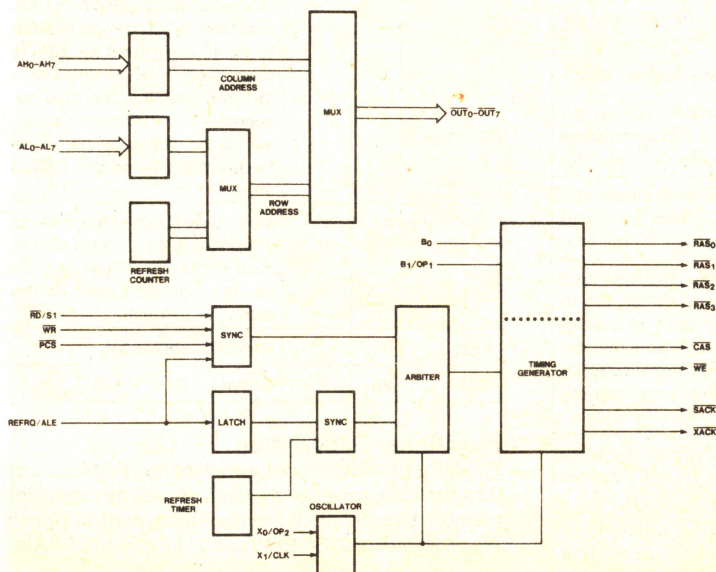 AH0–AH7
COLUMN
ADDRESS
MUX
OUT0–OUT7
AL0–AL7
MUX
ROW
ADDRESS
REFRESH
COUNTER
B0
B1/OP1
RAS0
RAS1
RAS2
RAS3
RD/S1
WR
PCS
SYNC
ARBITER
TIMING
GENERATOR
CAS
WE
SACK
XACK
REFRQ/ALE
LATCH
SYNC
REFRESH
TIMER
OSCILLATOR
X0/OP2
X1/CLK